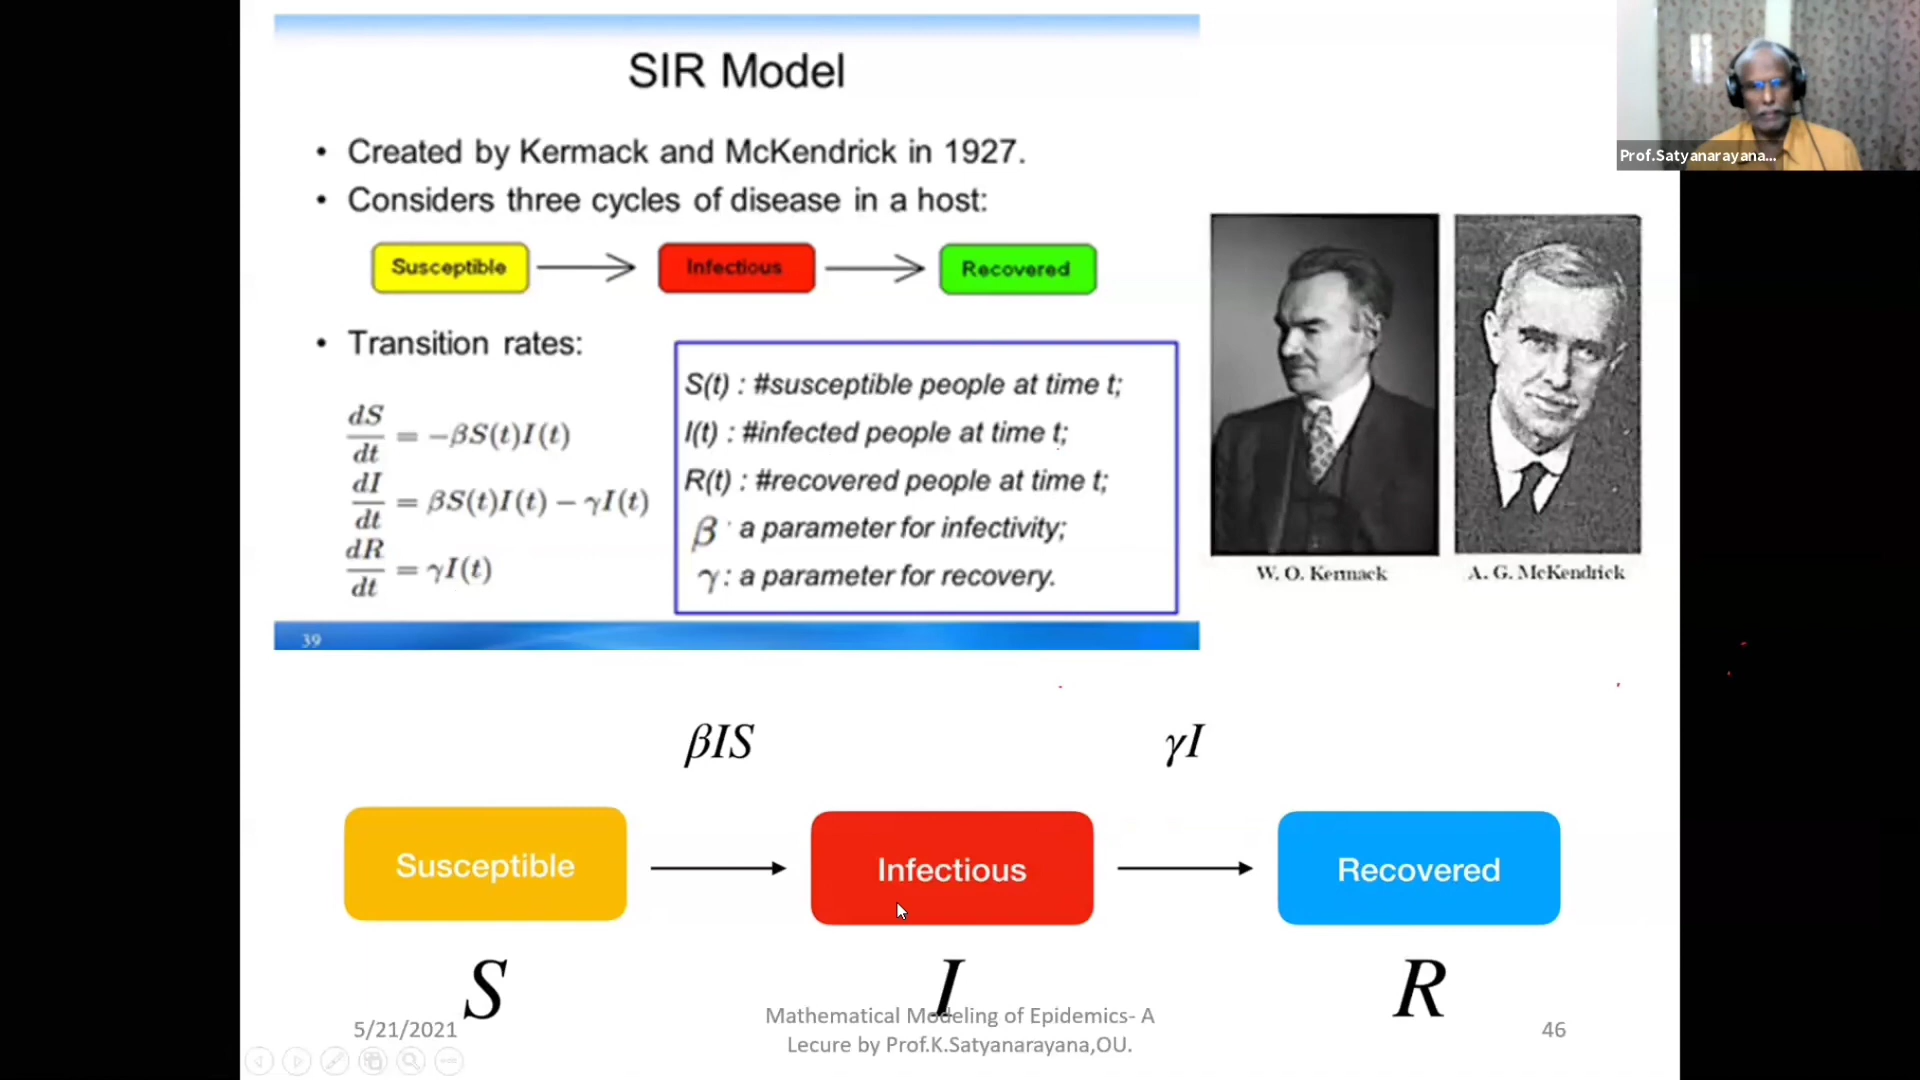 SIR Model
• Created by Kermack and McKendrick in 1927.
• Considers three cycles of disease in a host:
Susceptible
Infectious
Recovered
• Transition rates:
dS/dt = −βS(t)I(t)
dI/dt = βS(t)I(t) − γI(t)
dR/dt = γI(t)
S(t) : #susceptible people at time t;
I(t) : #infected people at time t;
R(t) : #recovered people at time t;
β : a parameter for infectivity;
γ : a parameter for recovery.
39
Prof.Satyanarayana...
W. O. Kermack
A. G. McKendrick
βIS
γI
Susceptible
Infectious
Recovered
S
I
R
5/21/2021
Mathematical Modeling of Epidemics- A
Lecure by Prof.K.Satyanarayana,OU.
46